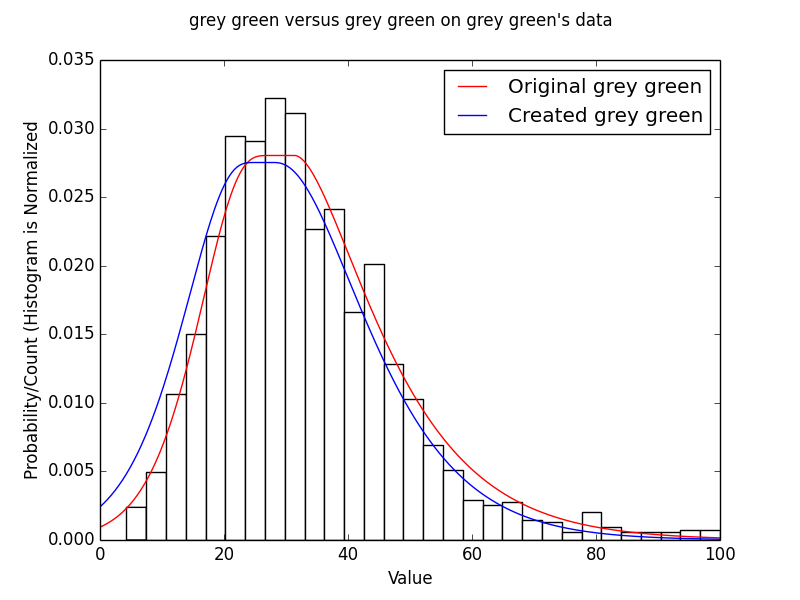 grey green versus grey green on grey green's data
Original grey green
Created grey green
Probability/Count (Histogram is Normalized
0.035
0.030
0.025
0.020
0.015
0.010
0.005
0.000
0 20 40 60 80 100
Value